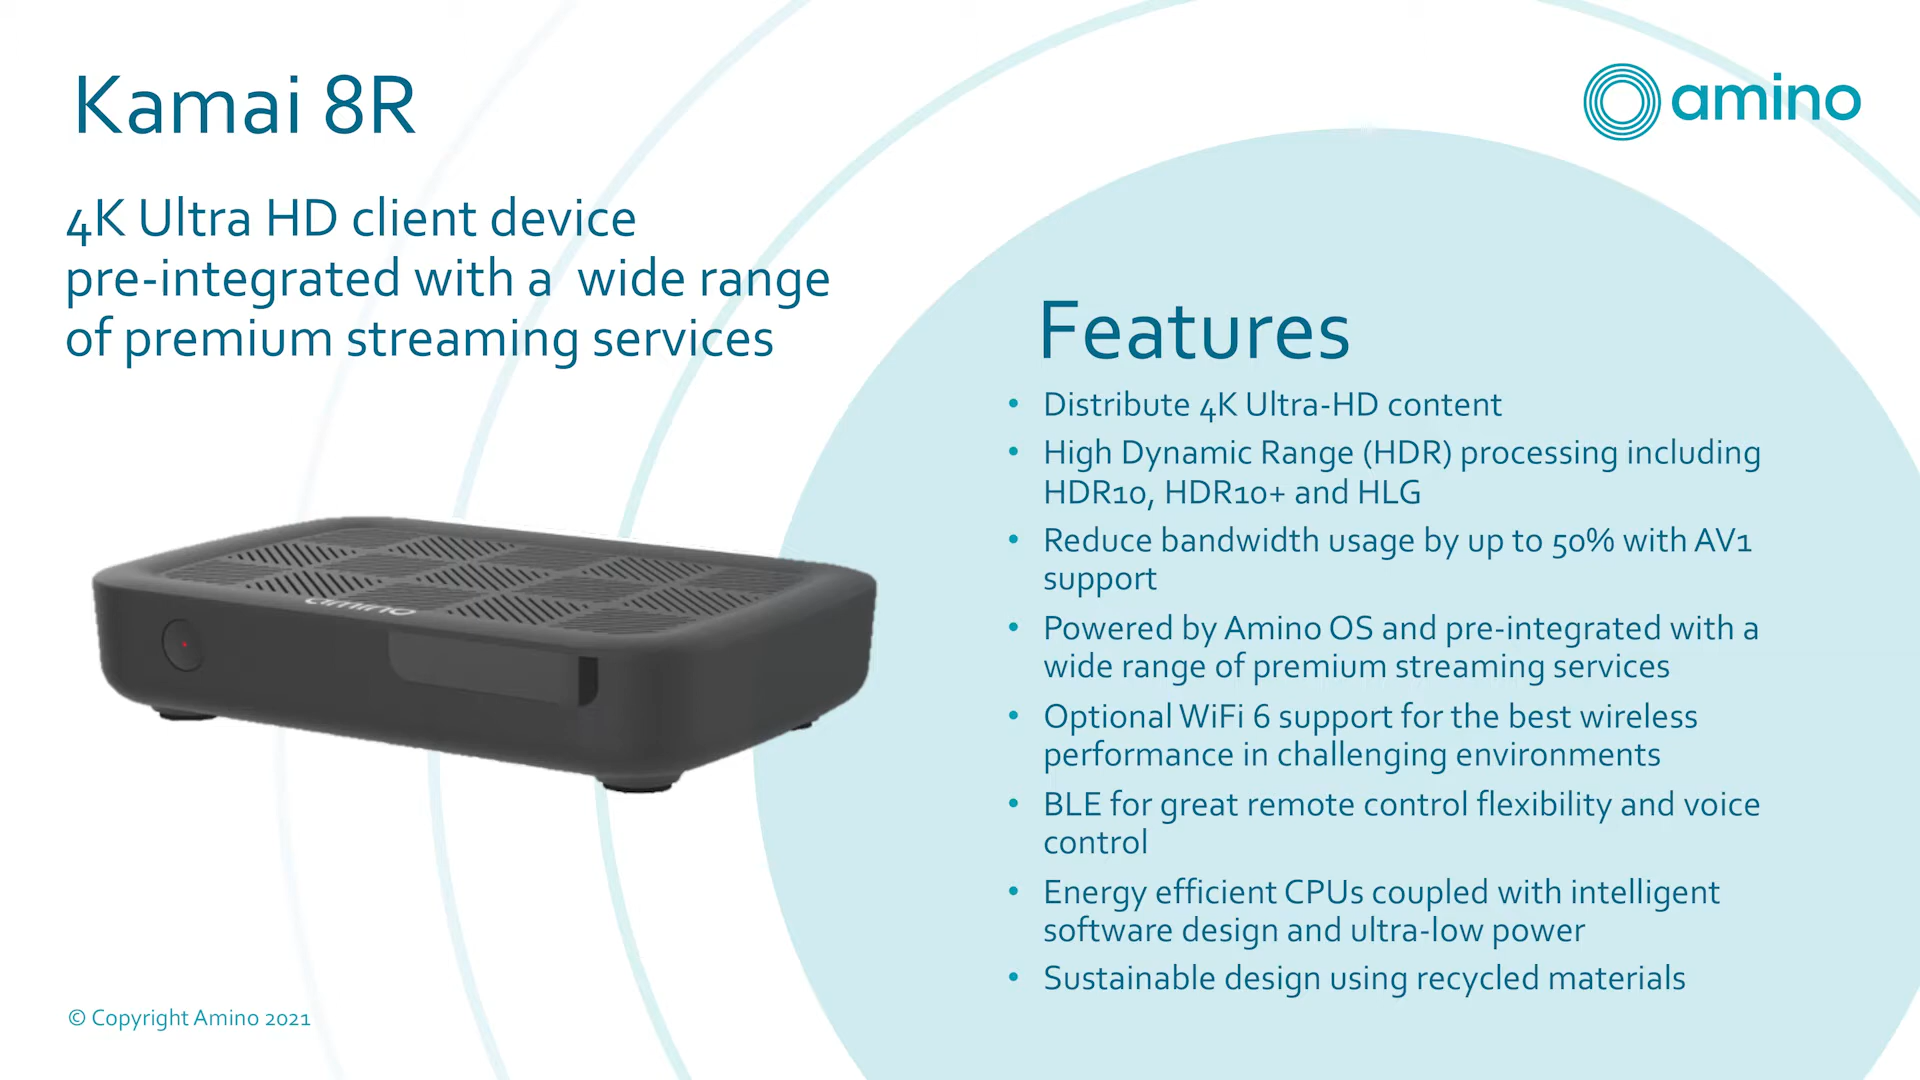 Kamai 8R
amino
4K Ultra HD client device
pre-integrated with a wide range
of premium streaming services
amino
Features
• Distribute 4K Ultra-HD content
• High Dynamic Range (HDR) processing including
HDR10, HDR10+ and HLG
• Reduce bandwidth usage by up to 50% with AV1
support
• Powered by Amino OS and pre-integrated with a
wide range of premium streaming services
• Optional WiFi 6 support for the best wireless
performance in challenging environments
• BLE for great remote control flexibility and voice
control
• Energy efficient CPUs coupled with intelligent
software design and ultra-low power
• Sustainable design using recycled materials
© Copyright Amino 2021